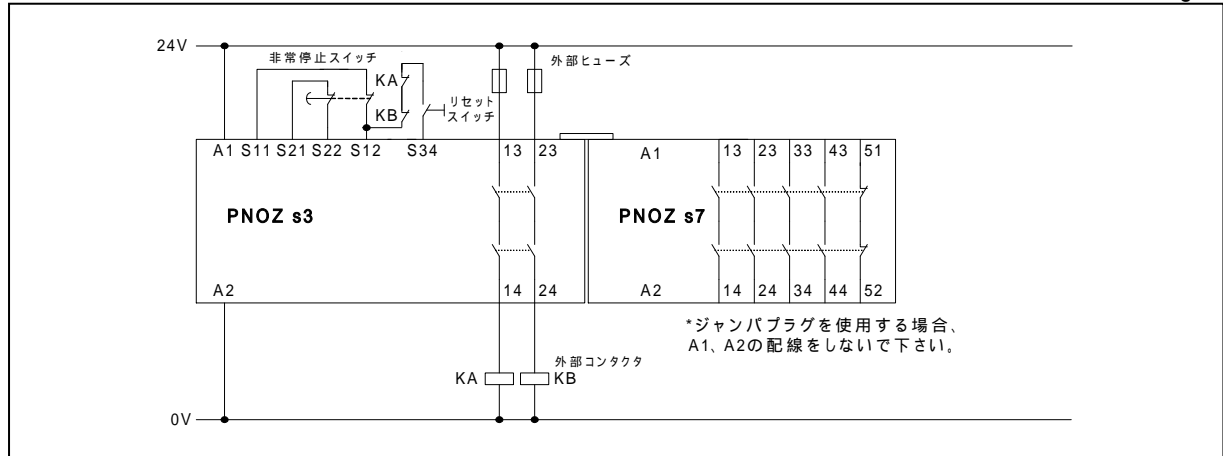 24V
非常停止スイッチ
外部ヒューズ
KA
KB
リセット
スイッチ
A1 S11 S21 S22 S12 S34 13 23
A1 13 23 33 43 51
PNOZ s3
PNOZ s7
A2 14 24
A2 14 24 34 44 52
*ジャンパプラグを使用する場合、
A1、A2の配線をしないで下さい。
外部コンタクタ
KA KB
0V